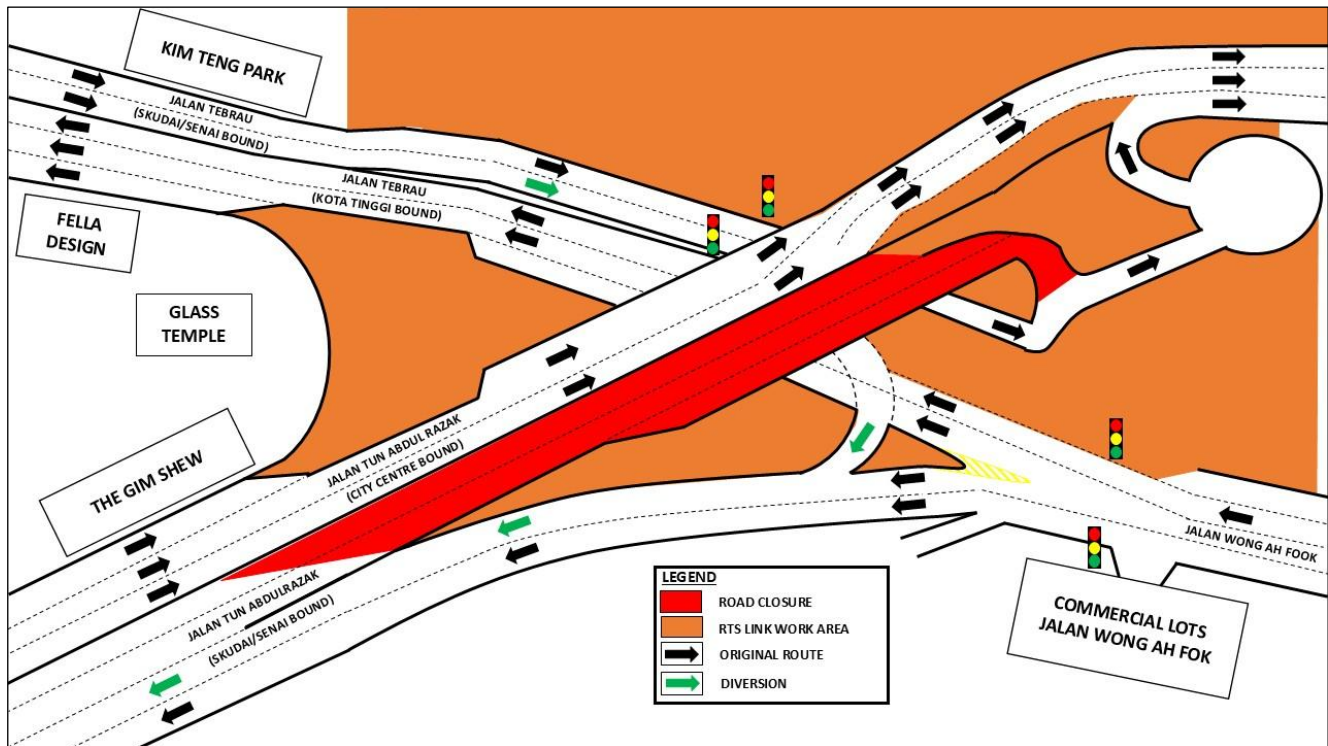 KIM TENG PARK
JALAN TEBRAU
(SKUDAI/SENAI BOUND)
JALAN TEBRAU
(KOTA TINGGI BOUND)
FELLA
DESIGN
GLASS
TEMPLE
THE GIM SHEW
JALAN TUN ABDUL RAZAK
(CITY CENTRE BOUND)
JALAN TUN ABDULRAZAK
(SKUDAI/SENAI BOUND)
JALAN WONG AH FOOK
COMMERCIAL LOTS
JALAN WONG AH FOK
LEGEND
ROAD CLOSURE
RTS LINK WORK AREA
ORIGINAL ROUTE
DIVERSION